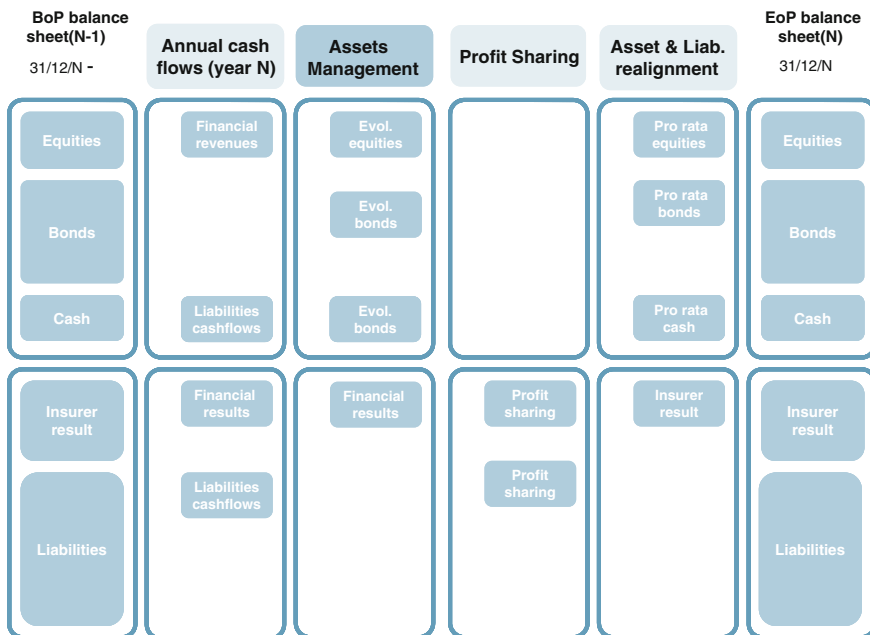 BoP balance
sheet(N-1)
31/12/N -
Annual cash
flows (year N)
Assets
Management
Profit Sharing
Asset & Liab.
realignment
EoP balance
sheet(N)
31/12/N
Equities
Bonds
Cash
Financial
revenues
Liabilities
cashflows
Evol.
equities
Evol.
bonds
Evol.
bonds
Pro rata
equities
Pro rata
bonds
Pro rata
cash
Equities
Bonds
Cash
Insurer
result
Liabilities
Financial
results
Liabilities
cashflows
Financial
results
Profit
sharing
Profit
sharing
Insurer
result
Insurer
result
Liabilities